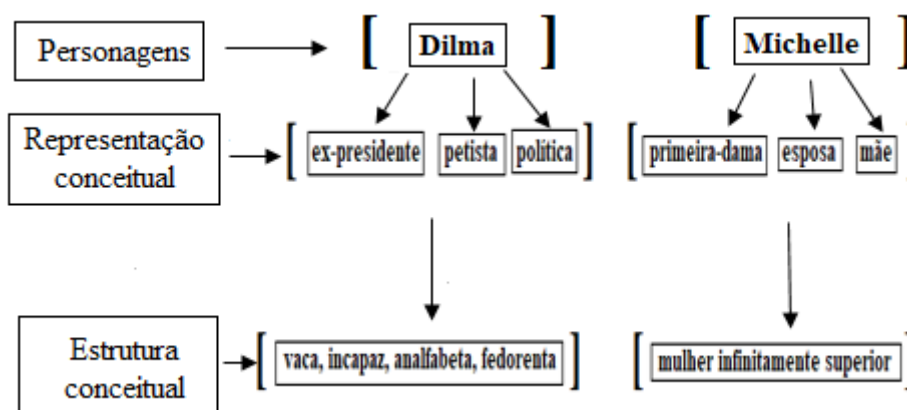 Personagens
[ Dilma ]
[ Michelle ]
Representação
conceitual
[ ex-presidente petista política ]
[ primeira-dama esposa mãe ]
Estrutura
conceitual
[ vaca, incapaz, analfabeta, fedorenta ]
[ mulher infinitamente superior ]